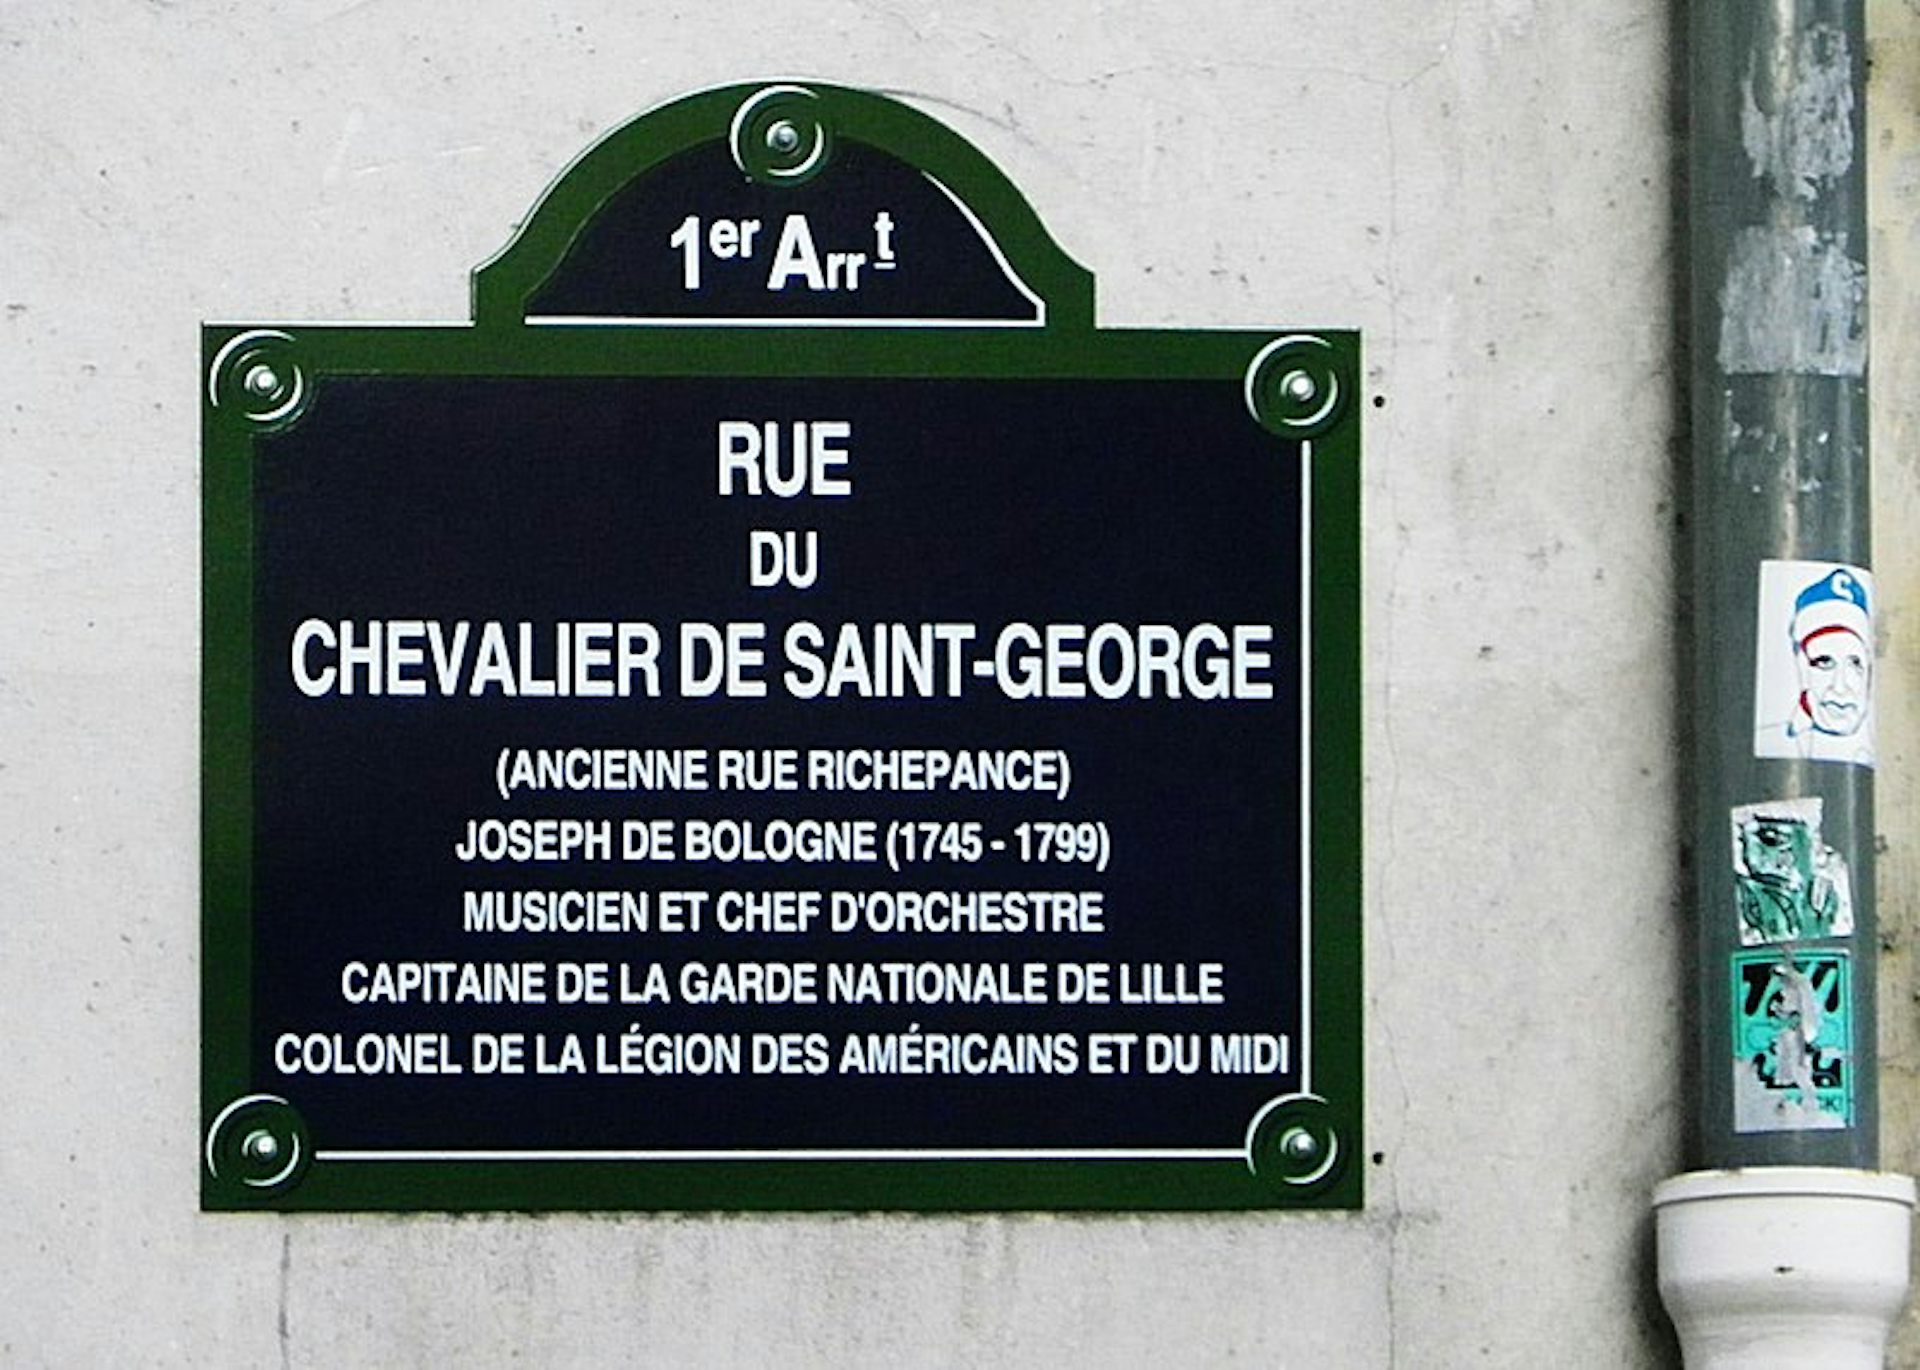 1er Arrt
RUE
DU
CHEVALIER DE SAINT-GEORGE
(ANCIENNE RUE RICHEPANCE)
JOSEPH DE BOLOGNE (1745 - 1799)
MUSICIEN ET CHEF D'ORCHESTRE
CAPITAINE DE LA GARDE NATIONALE DE LILLE
COLONEL DE LA LÉGION DES AMÉRICAINS ET DU MIDI